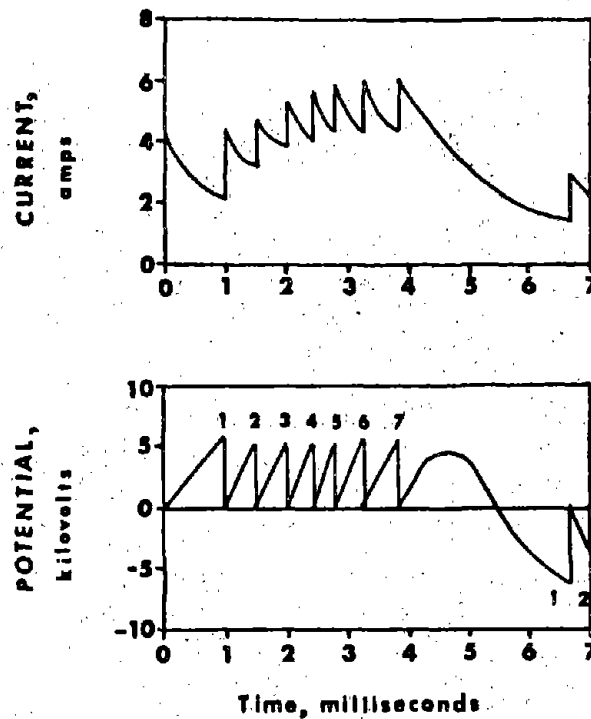 CURRENT,
amps
8
6
4
2
0
0 1 2 3 4 5 6 7
POTENTIAL,
kilovolts
10
5
0
-5
-10
1 2 3 4 5 6 7
1 2
0 1 2 3 4 5 6 7
Time, milliseconds